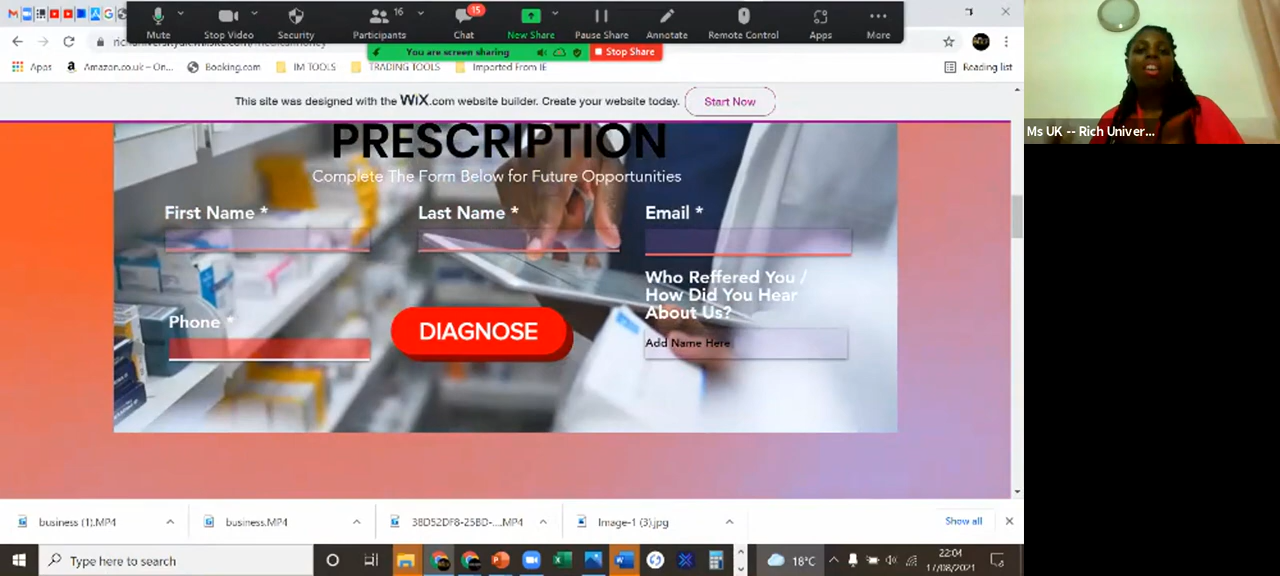 16
15
Mute
Stop Video
Security
Participants
Chat
New Share
Pause Share
Annotate
Remote Control
Apps
More
You are screen sharing
Stop Share
Apps
Amazon.co.uk – On...
Booking.com
IM TOOLS
TRADING TOOLS
Imported From IE
Reading list
This site was designed with the WiX.com website builder. Create your website today.
Start Now
Ms UK -- Rich Univer...
PRESCRIPTION
Complete The Form Below for Future Opportunities
First Name *
Last Name *
Email *
Who Reffered You /
How Did You Hear
About Us?
Phone *
DIAGNOSE
Add Name Here
business (1).MP4
business.MP4
3BD52DF8-25BD-....MP4
Image-1 (3).jpg
Show all
Type here to search
18°C
22:04
17/08/2021